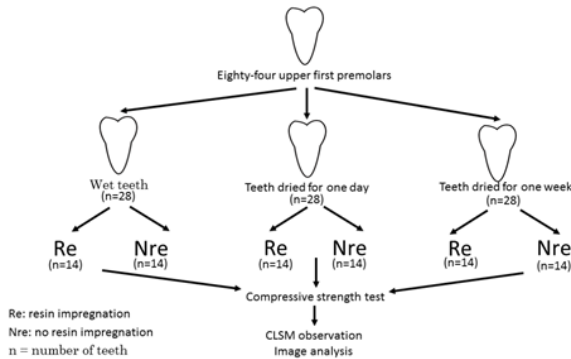 Eighty-four upper first premolars
Wet teeth
(n=28)
Teeth dried for one day
(n=28)
Teeth dried for one week
(n=28)
Re
(n=14)
Nre
(n=14)
Re
(n=14)
Nre
(n=14)
Re
(n=14)
Nre
(n=14)
Compressive strength test
Re: resin impregnation
Nre: no resin impregnation
n = number of teeth
CLSM observation
Image analysis